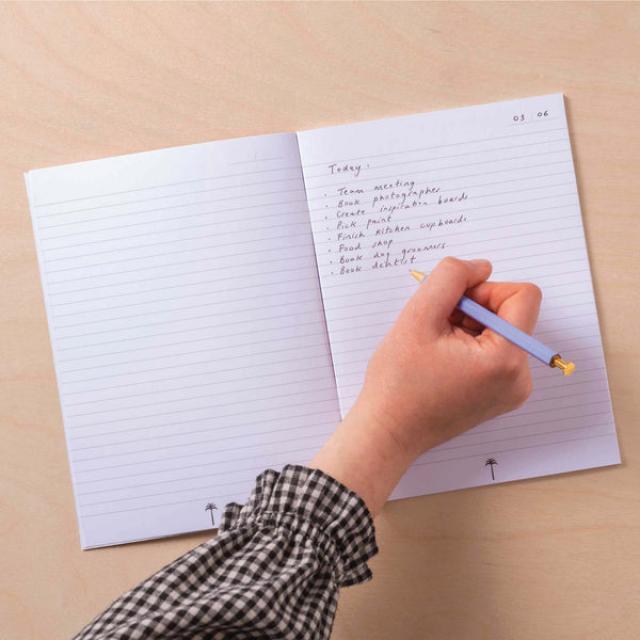 03 06
Today:
· Team meeting
· Book photographer
· Create inspiration boards
· Pick paint
· Finish kitchen cupboards
· Food shop
· Book dog groomers
· Book dentist